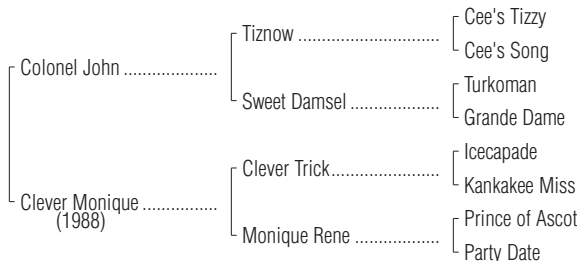 Cee's Tizzy
Tiznow
Cee's Song
Colonel John
Turkoman
Sweet Damsel
Grande Dame
Icecapade
Clever Trick
Kankakee Miss
Clever Monique
(1988)
Prince of Ascot
Monique Rene
Party Date